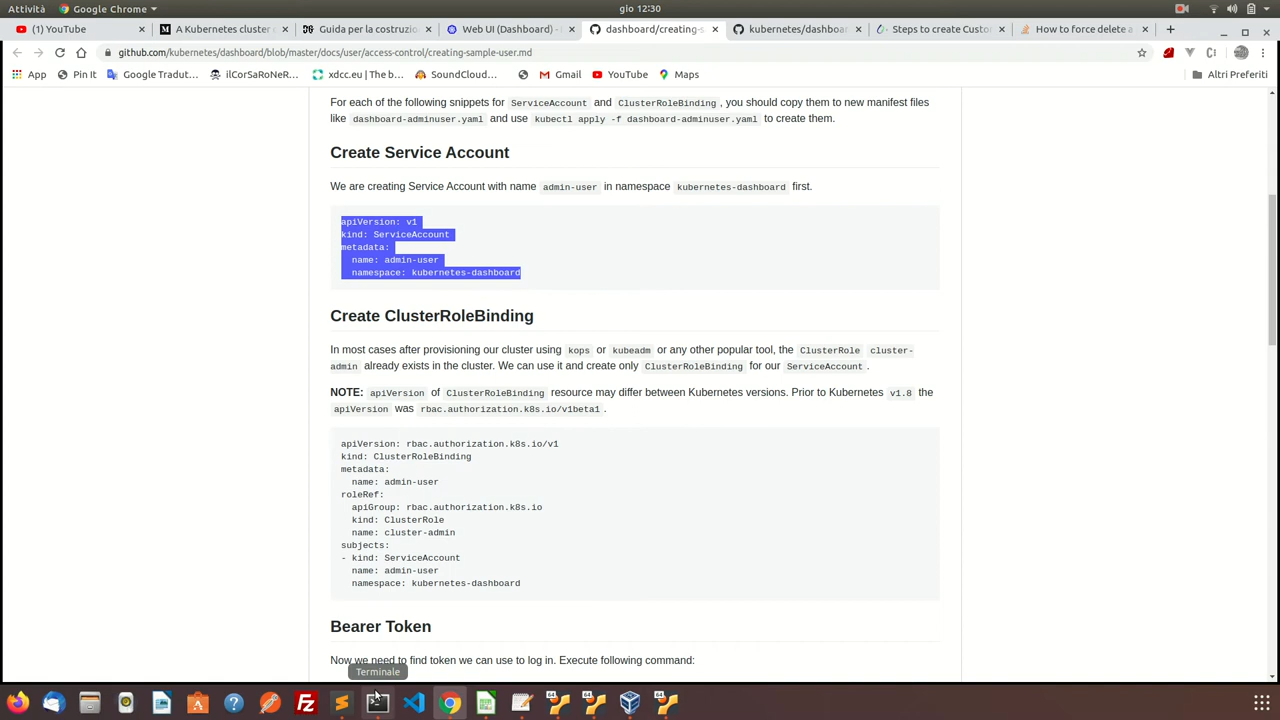 Attività
Google Chrome
gio 12:30
(1) YouTube
A Kubernetes cluster
Guida per la costruzio
Web UI (Dashboard) -
dashboard/creating-s
kubernetes/dashboar
Steps to create Custo
How to force delete a
github.com/kubernetes/dashboard/blob/master/docs/user/access-control/creating-sample-user.md
App
Pin It
Google Tradut...
ilCorSaRoNeR...
xdcc.eu | The b...
SoundCloud...
Gmail
YouTube
Maps
Altri Preferiti
For each of the following snippets for ServiceAccount and ClusterRoleBinding, you should copy them to new manifest files
like dashboard-adminuser.yaml and use kubectl apply -f dashboard-adminuser.yaml to create them.
Create Service Account
We are creating Service Account with name admin-user in namespace kubernetes-dashboard first.
apiVersion: v1
kind: ServiceAccount
metadata:
  name: admin-user
  namespace: kubernetes-dashboard
Create ClusterRoleBinding
In most cases after provisioning our cluster using kops or kubeadm or any other popular tool, the ClusterRole cluster-
admin already exists in the cluster. We can use it and create only ClusterRoleBinding for our ServiceAccount.
NOTE: apiVersion of ClusterRoleBinding resource may differ between Kubernetes versions. Prior to Kubernetes v1.8 the
apiVersion was rbac.authorization.k8s.io/v1beta1.
apiVersion: rbac.authorization.k8s.io/v1
kind: ClusterRoleBinding
metadata:
  name: admin-user
roleRef:
  apiGroup: rbac.authorization.k8s.io
  kind: ClusterRole
  name: cluster-admin
subjects:
- kind: ServiceAccount
  name: admin-user
  namespace: kubernetes-dashboard
Bearer Token
Now we need to find token we can use to log in. Execute following command:
Terminale